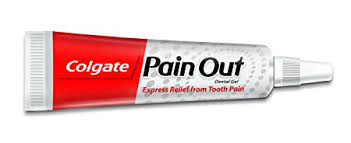 Colgate
Pain Out
Dental Gel
Express Relief from Tooth Pain